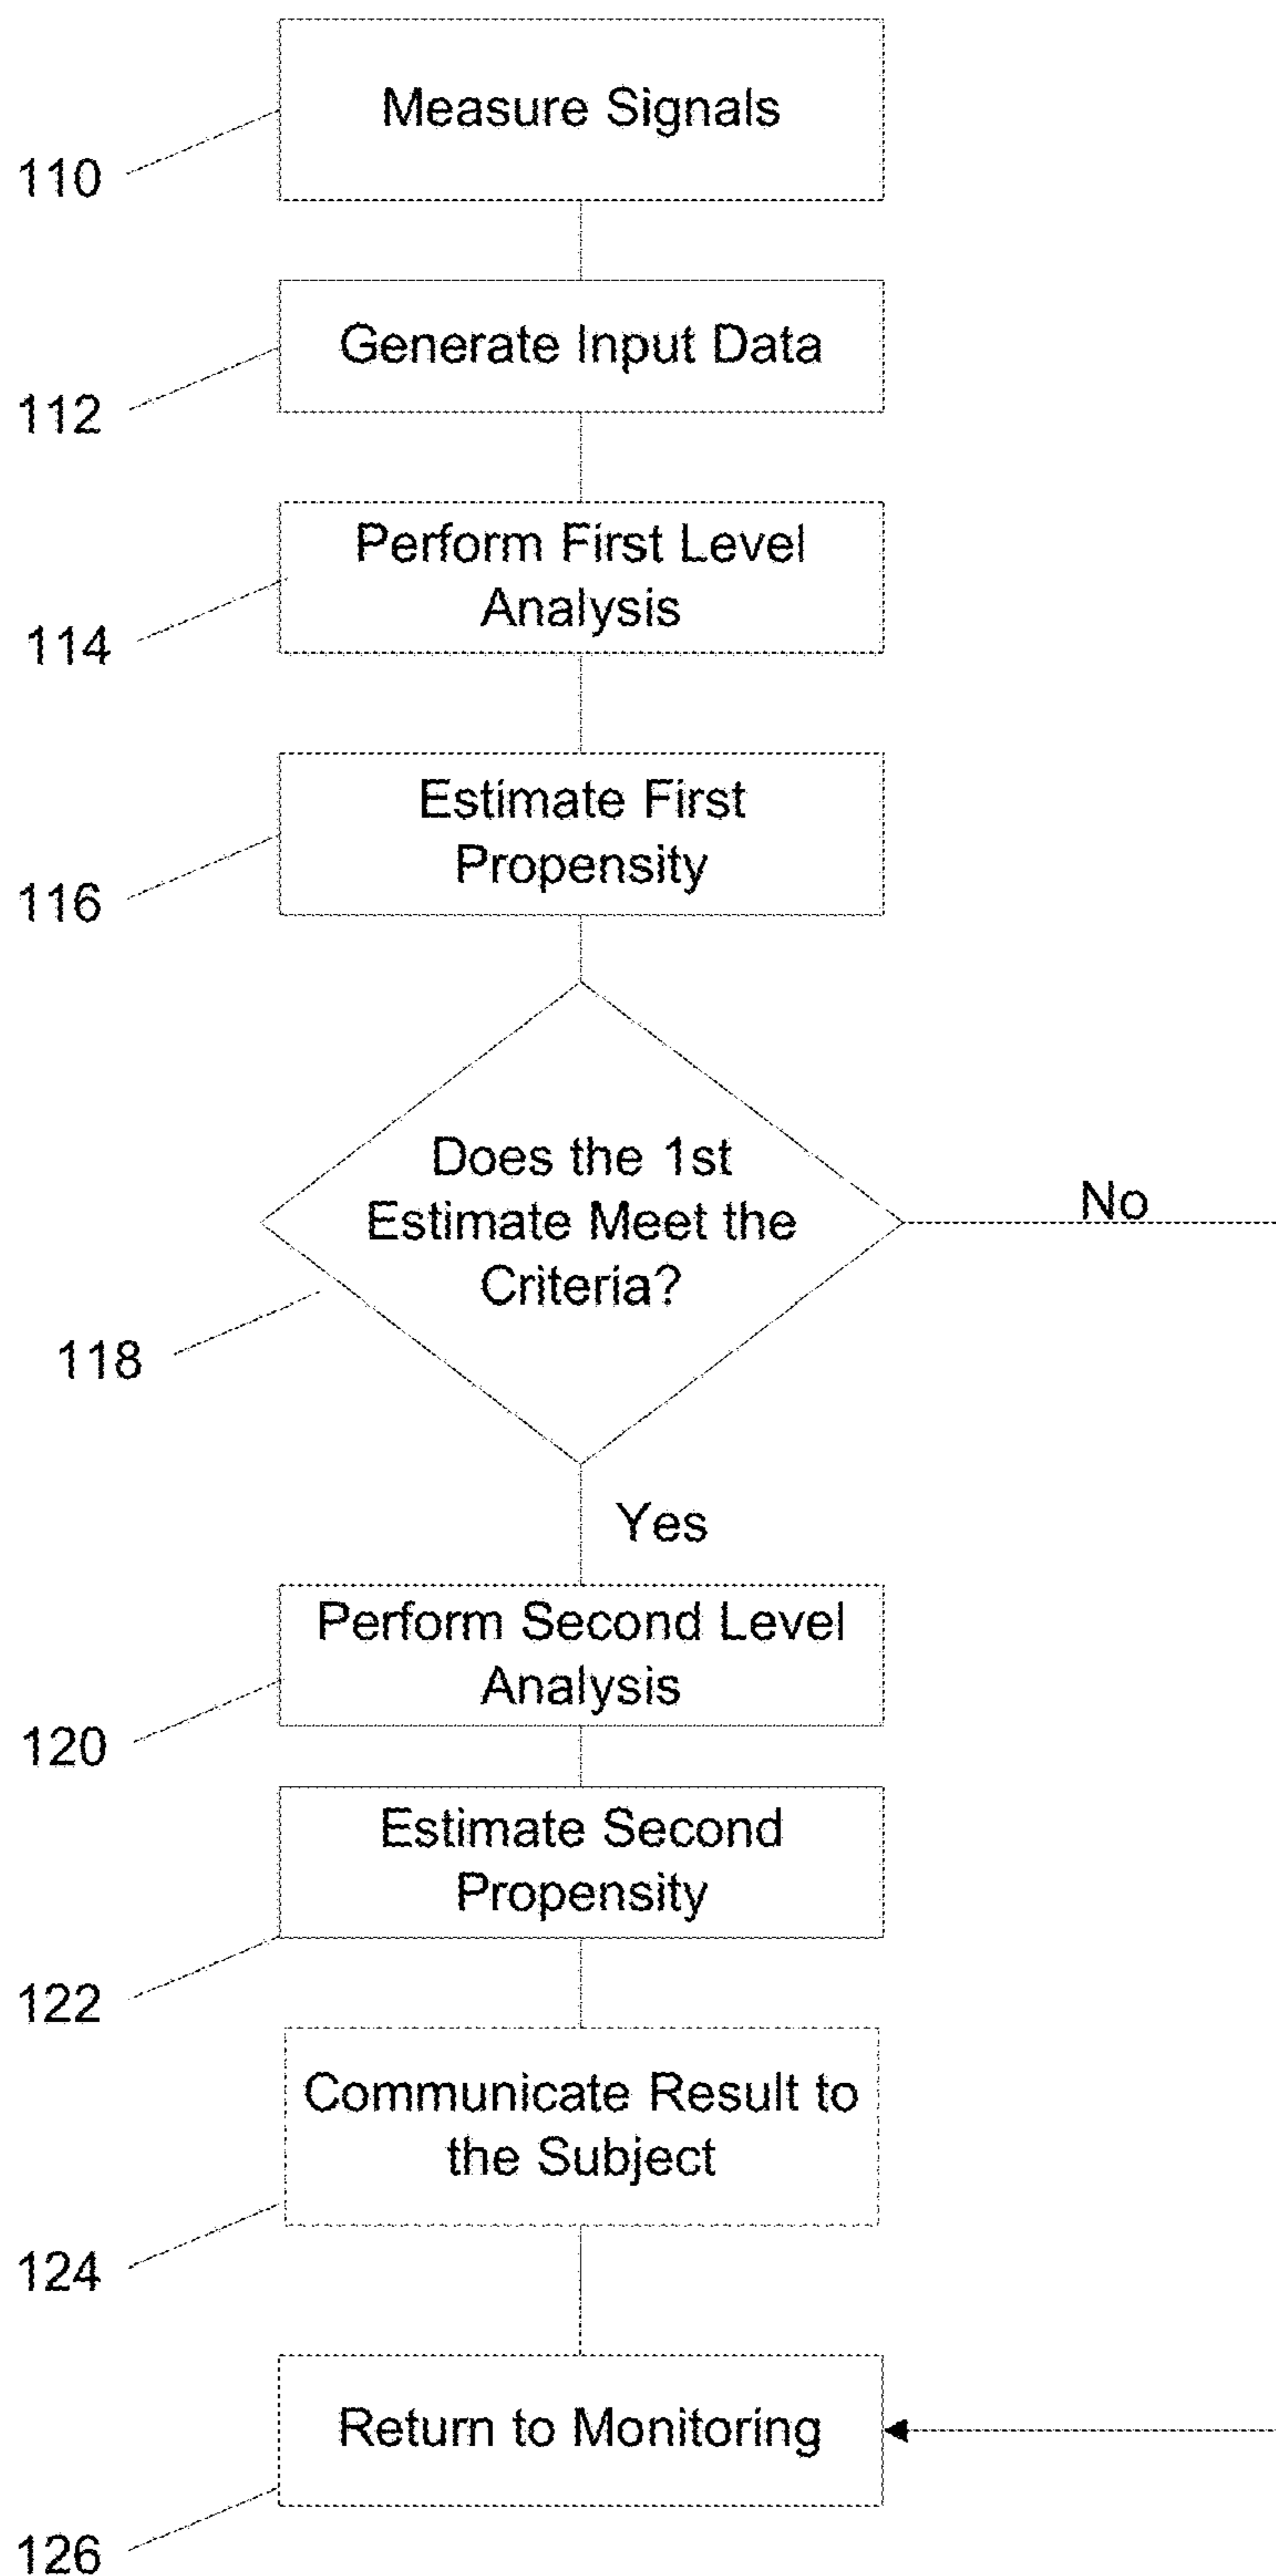 Measure Signals
110
Generate Input Data
112
Perform First Level
Analysis
114
Estimate First
Propensity
116
Does the 1st
Estimate Meet the
Criteria?
No
118
Yes
Perform Second Level
Analysis
120
Estimate Second
Propensity
122
Communicate Result to
the Subject
124
Return to Monitoring
126